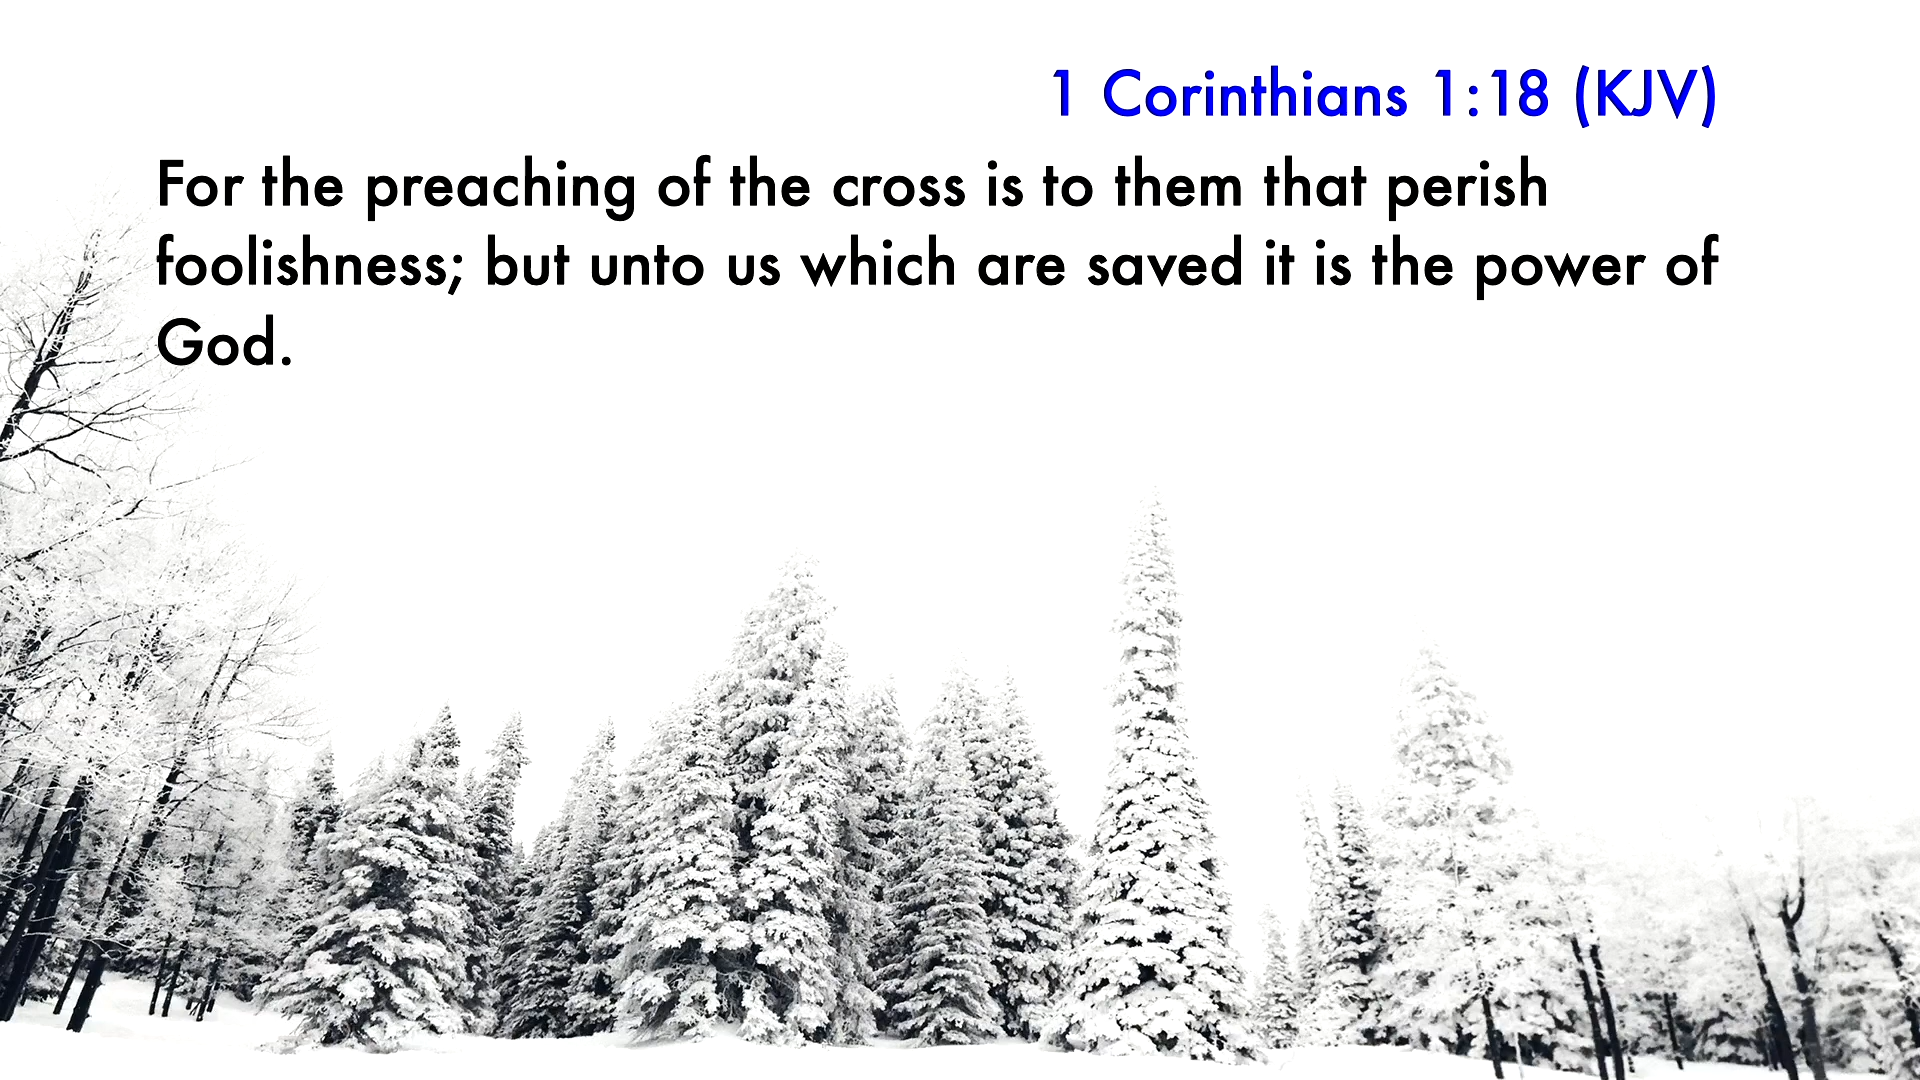 1 Corinthians 1:18 (KJV)
For the preaching of the cross is to them that perish
foolishness; but unto us which are saved it is the power of
God.